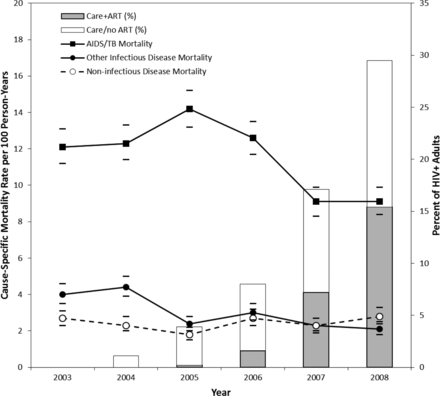 Care+ART (%)
Care/no ART (%)
AIDS/TB Mortality
Other Infectious Disease Mortality
Non-infectious Disease Mortality
Cause-Specific Mortality Rate per 100 Person-Years
20
18
16
14
12
10
8
6
4
2
0
35
30
25
20
15
10
5
0
Percent of HIV+ Adults
2003 2004 2005 2006 2007 2008
Year